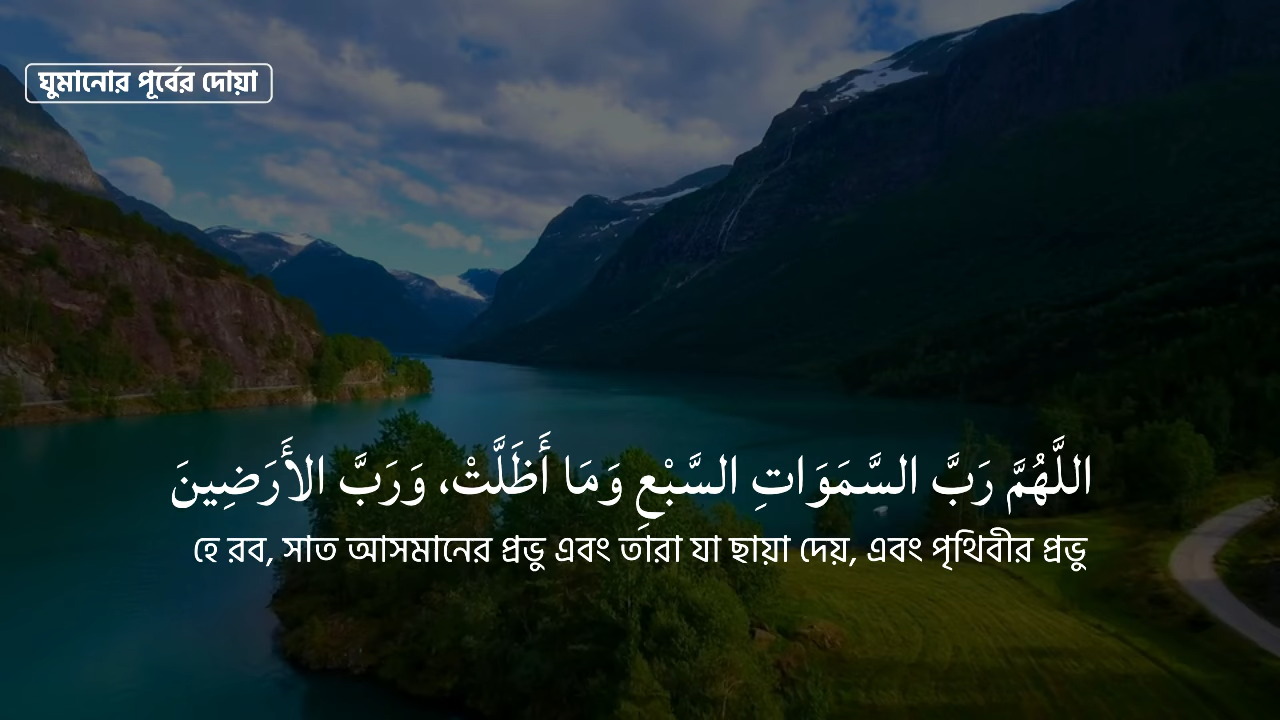 ঘুমানোর পূর্বের দোয়া
اللَّهُمَّ رَبَّ السَّمَوَاتِ السَّبْعِ وَمَا أَظَلَّتْ، وَرَبَّ الأَرَضِينَ
হে রব, সাত আসমানের প্রভু এবং তারা যা ছায়া দেয়, এবং পৃথিবীর প্রভু